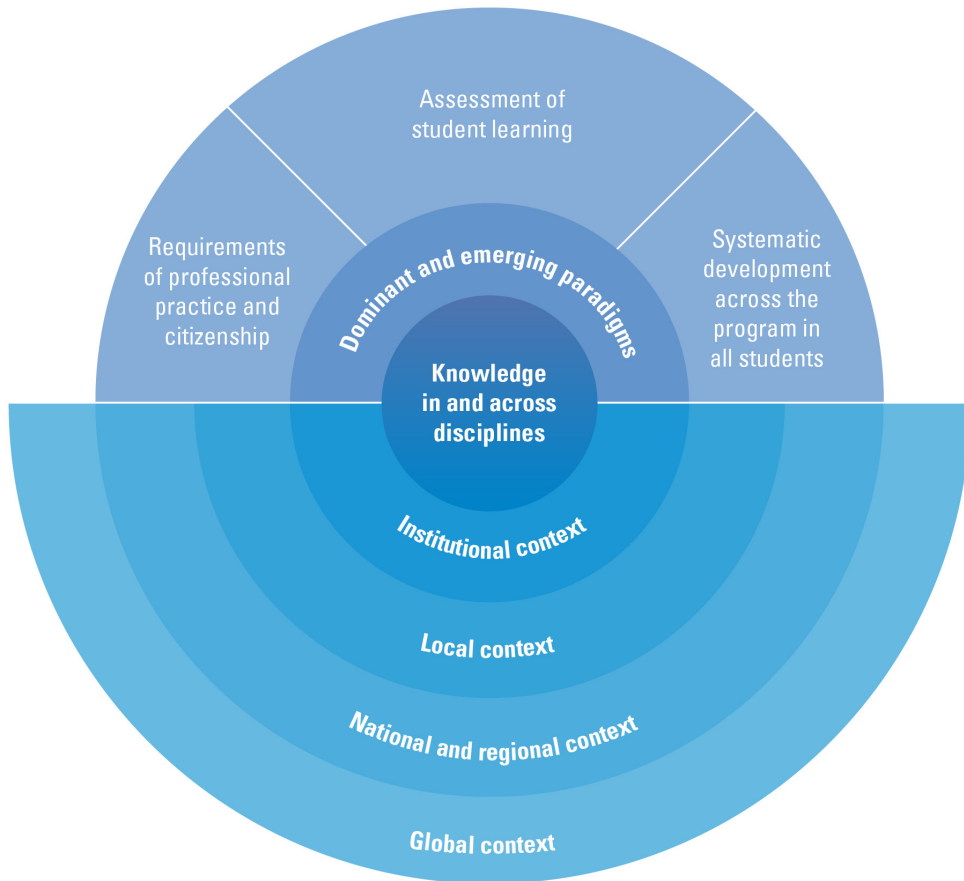 Assessment of
student learning
Requirements
of professional
practice and
citizenship
Dominant and emerging paradigms
Systematic
development
across the
program in
all students
Knowledge
in and across
disciplines
Institutional context
Local context
National and regional context
Global context